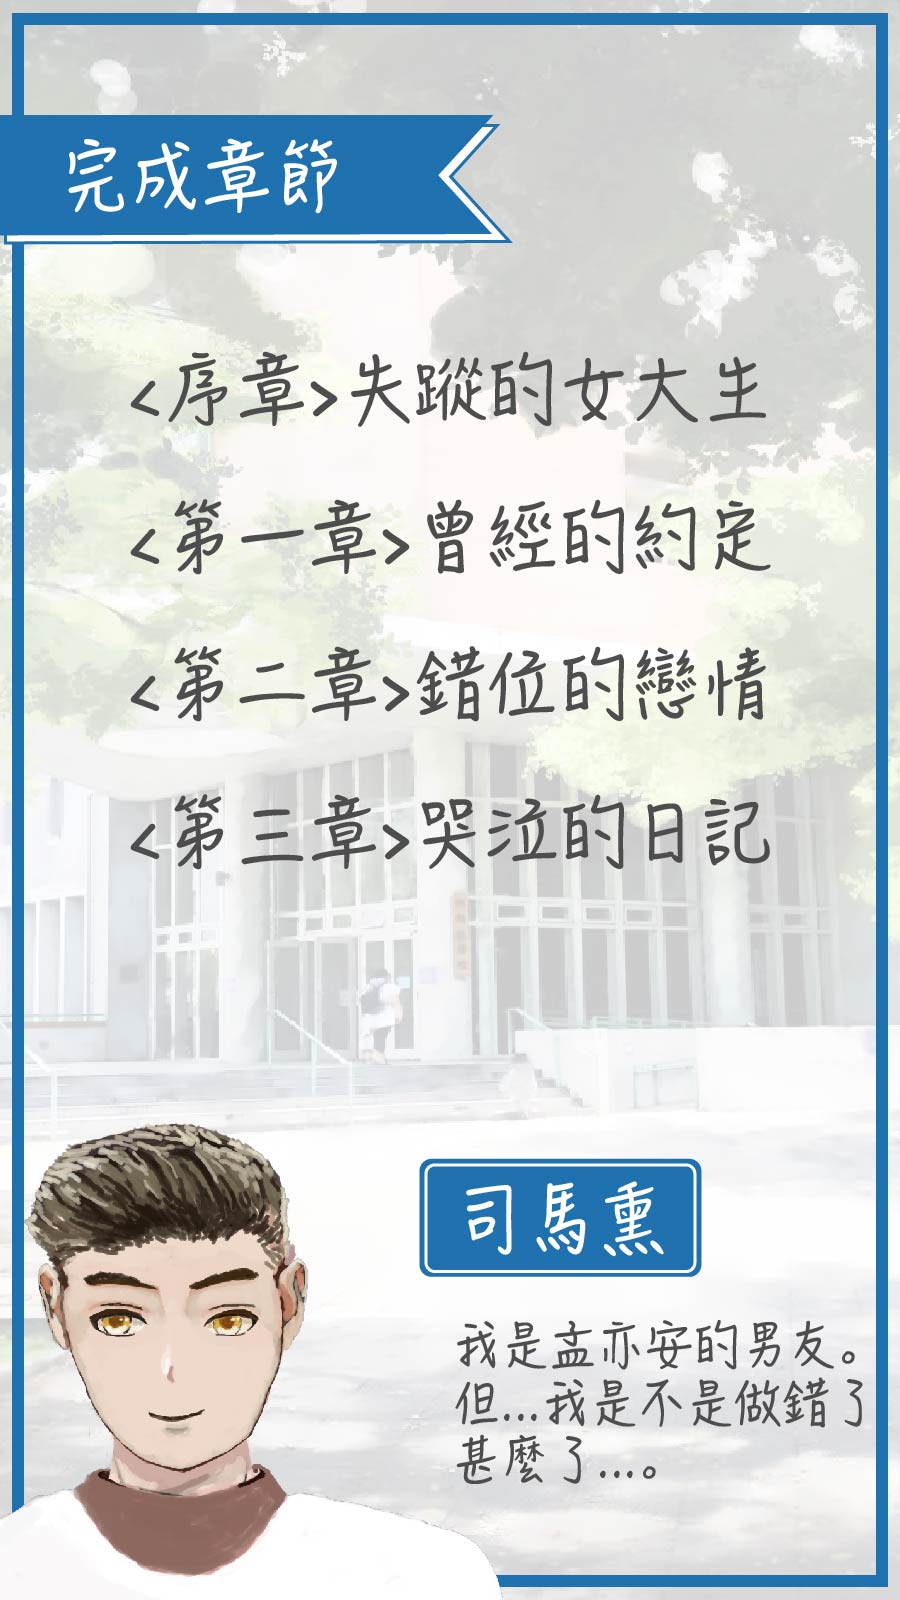 完成章節
<序章>失蹤的女大生
<第一章>曾經的約定
<第二章>錯位的戀情
<第三章>哭泣的日記
司馬熏
我是孟亦安的男友。
但...我是不是做錯了
甚麼了...。